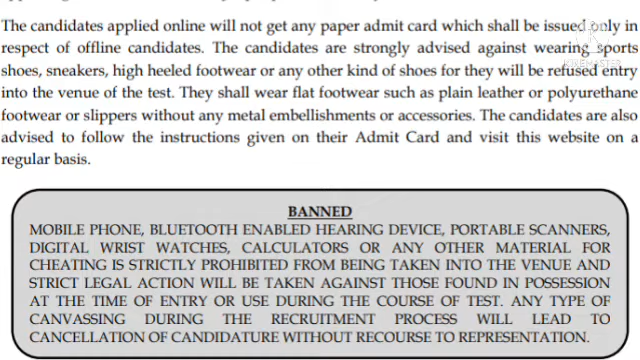 The candidates applied online will not get any paper admit card which shall be issued only in
respect of offline candidates. The candidates are strongly advised against wearing sports
shoes, sneakers, high heeled footwear or any other kind of shoes for they will be refused entry
into the venue of the test. They shall wear flat footwear such as plain leather or polyurethane
footwear or slippers without any metal embellishments or accessories. The candidates are also
advised to follow the instructions given on their Admit Card and visit this website on a
regular basis.
BANNED
MOBILE PHONE, BLUETOOTH ENABLED HEARING DEVICE, PORTABLE SCANNERS,
DIGITAL WRIST WATCHES, CALCULATORS OR ANY OTHER MATERIAL FOR
CHEATING IS STRICTLY PROHIBITED FROM BEING TAKEN INTO THE VENUE AND
STRICT LEGAL ACTION WILL BE TAKEN AGAINST THOSE FOUND IN POSSESSION
AT THE TIME OF ENTRY OR USE DURING THE COURSE OF TEST. ANY TYPE OF
CANVASSING DURING THE RECRUITMENT PROCESS WILL LEAD TO
CANCELLATION OF CANDIDATURE WITHOUT RECOURSE TO REPRESENTATION.
KINEMASTER